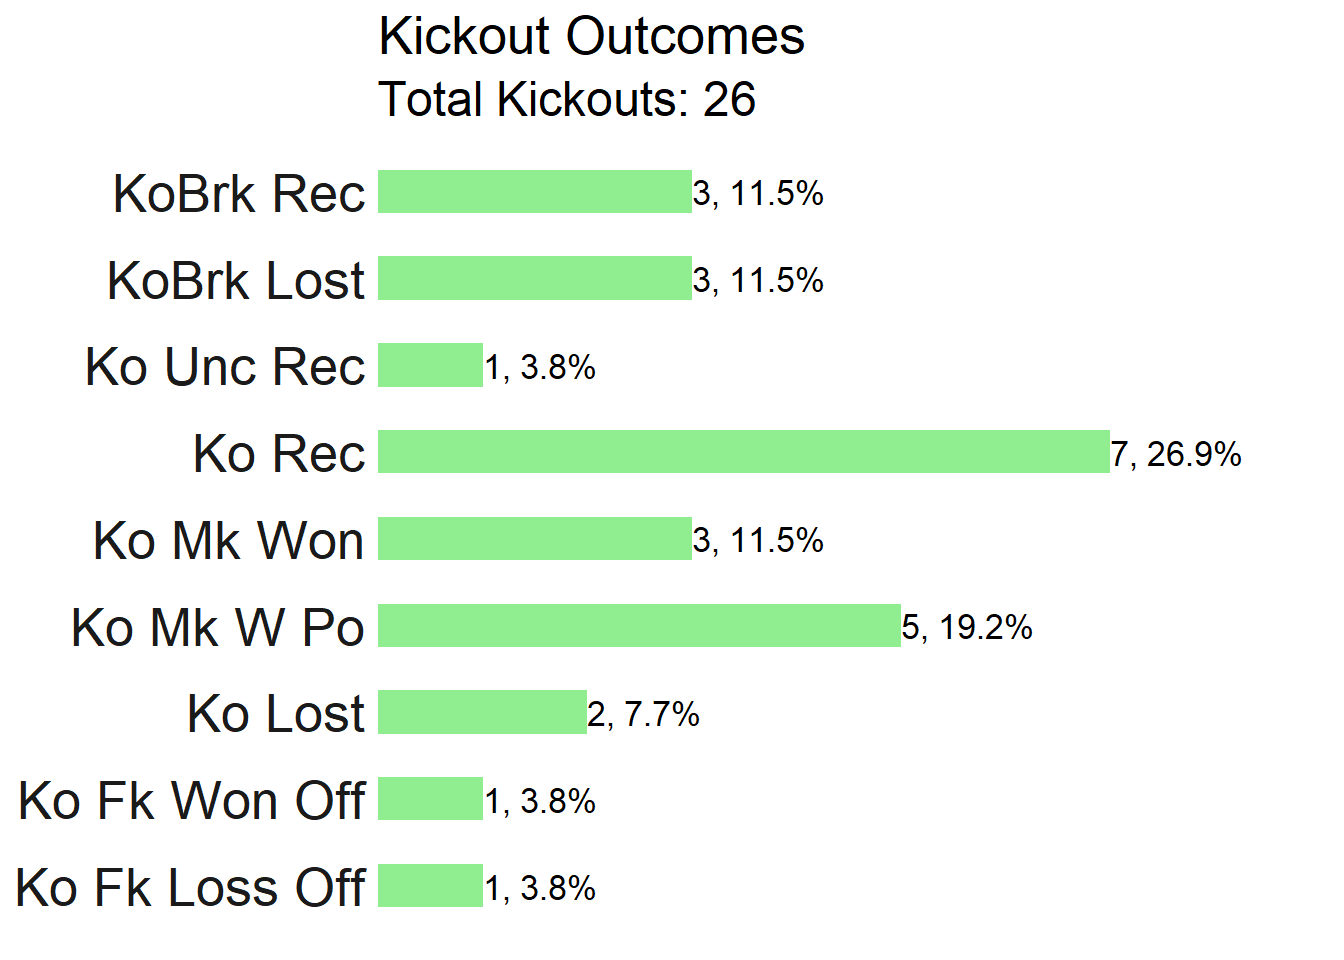 Kickout Outcomes
Total Kickouts: 26
KoBrk Rec 3, 11.5%
KoBrk Lost 3, 11.5%
Ko Unc Rec 1, 3.8%
Ko Rec 7, 26.9%
Ko Mk Won 3, 11.5%
Ko Mk W Po 5, 19.2%
Ko Lost 2, 7.7%
Ko Fk Won Off 1, 3.8%
Ko Fk Loss Off 1, 3.8%